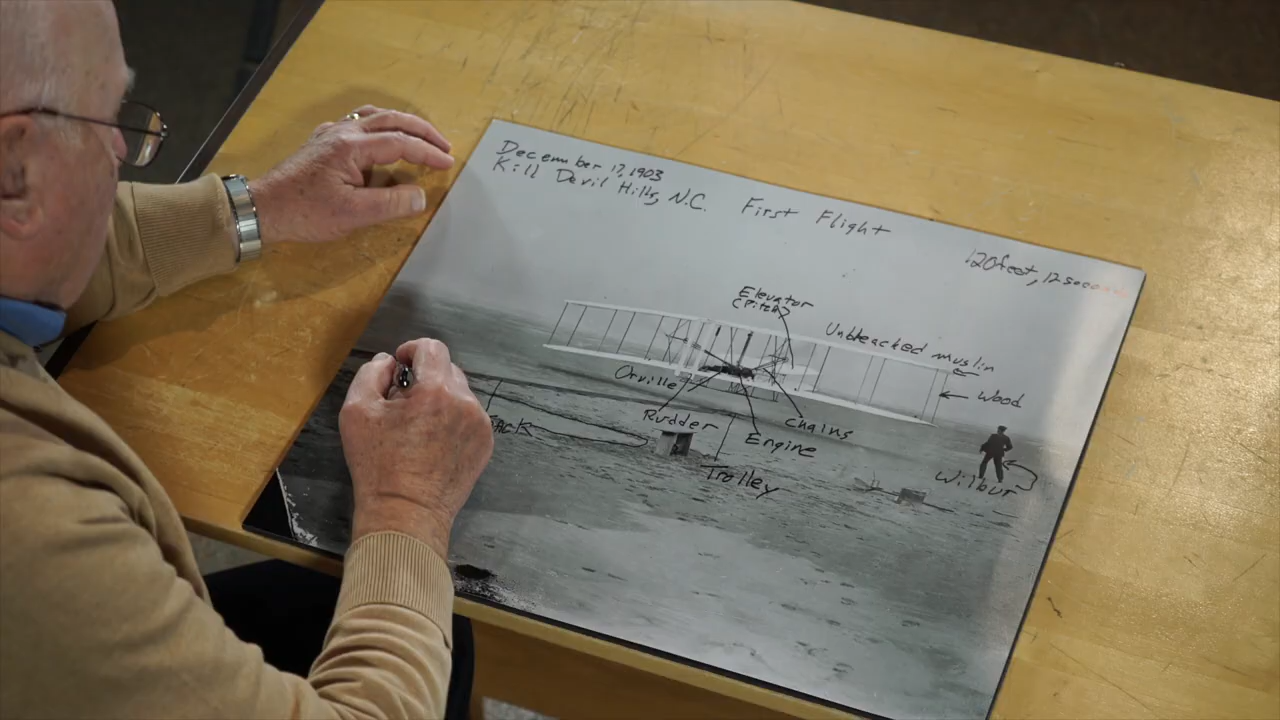 December 17, 1903
Kill Devil Hills, N.C.
First Flight
120 feet, 12 seconds
Elevator
(Pitch)
Unbleached muslin
Wood
Orville
Rudder
Chains
Engine
Trolley
Wilbur